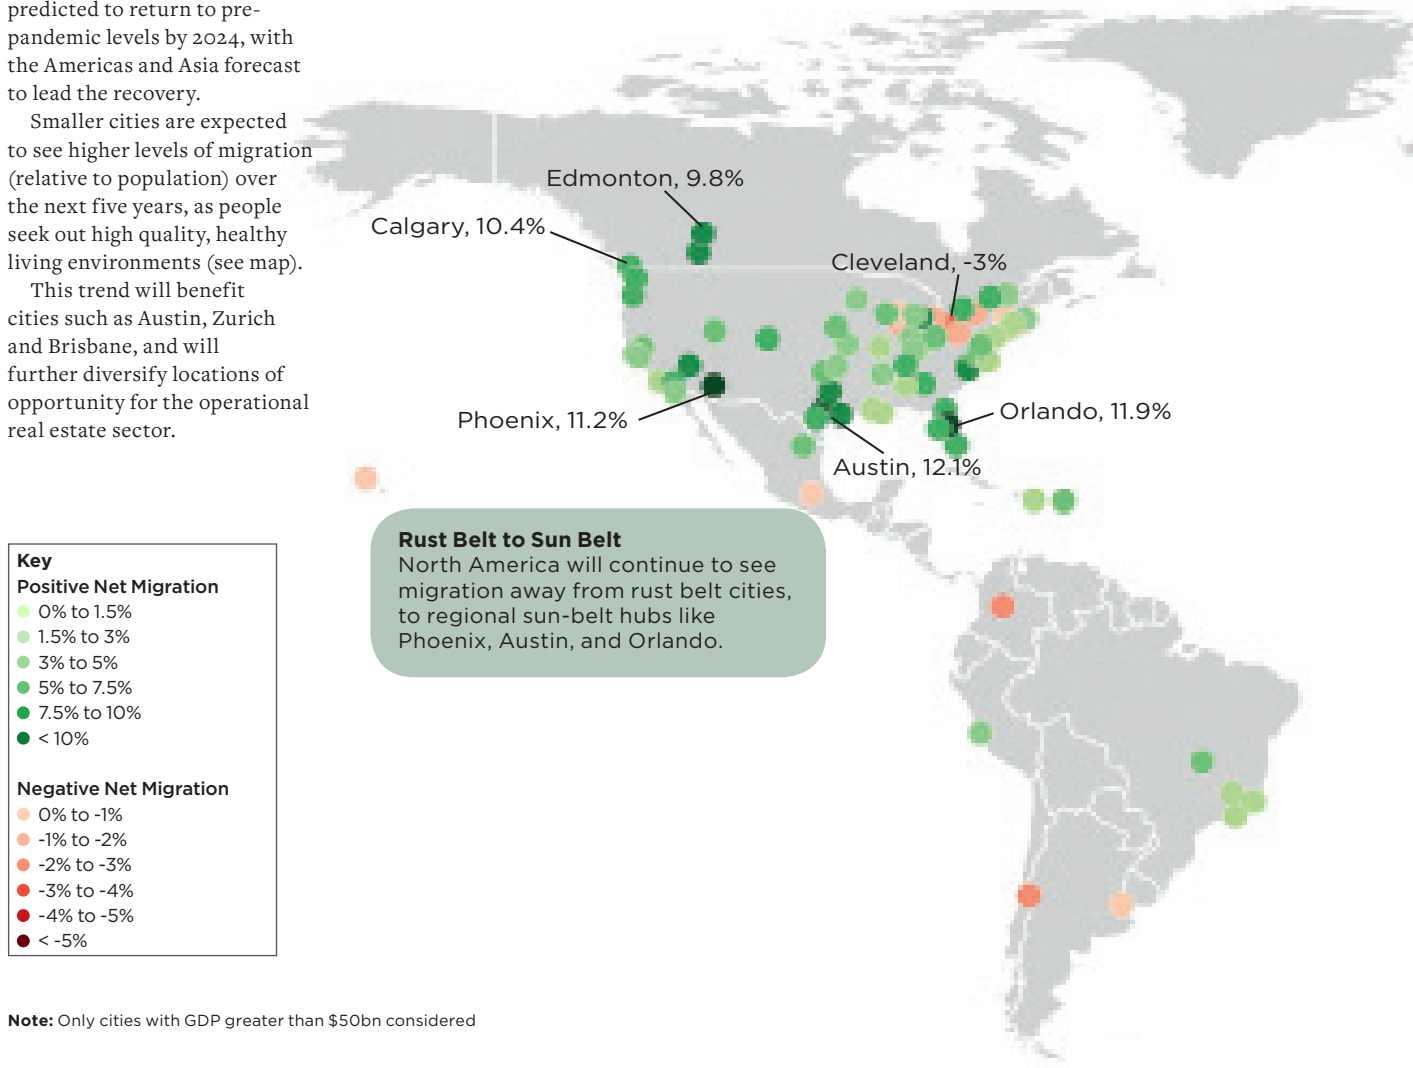 predicted to return to pre-
pandemic levels by 2024, with
the Americas and Asia forecast
to lead the recovery.
Smaller cities are expected
to see higher levels of migration
(relative to population) over
the next five years, as people
seek out high quality, healthy
living environments (see map).
This trend will benefit
cities such as Austin, Zurich
and Brisbane, and will
further diversify locations of
opportunity for the operational
real estate sector.
Edmonton, 9.8%
Calgary, 10.4%
Cleveland, -3%
Phoenix, 11.2%
Orlando, 11.9%
Austin, 12.1%
Rust Belt to Sun Belt
North America will continue to see
migration away from rust belt cities,
to regional sun-belt hubs like
Phoenix, Austin, and Orlando.
Key
Positive Net Migration
0% to 1.5%
1.5% to 3%
3% to 5%
5% to 7.5%
7.5% to 10%
< 10%
Negative Net Migration
0% to -1%
-1% to -2%
-2% to -3%
-3% to -4%
-4% to -5%
< -5%
Note: Only cities with GDP greater than $50bn considered